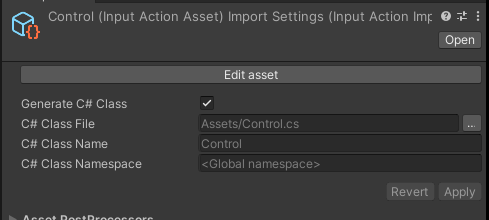 Control (Input Action Asset) Import Settings (Input Action Imp
Open
Edit asset
Generate C# Class
C# Class File Assets/Control.cs ...
C# Class Name Control
C# Class Namespace <Global namespace>
Revert Apply
Asset PostProcessors